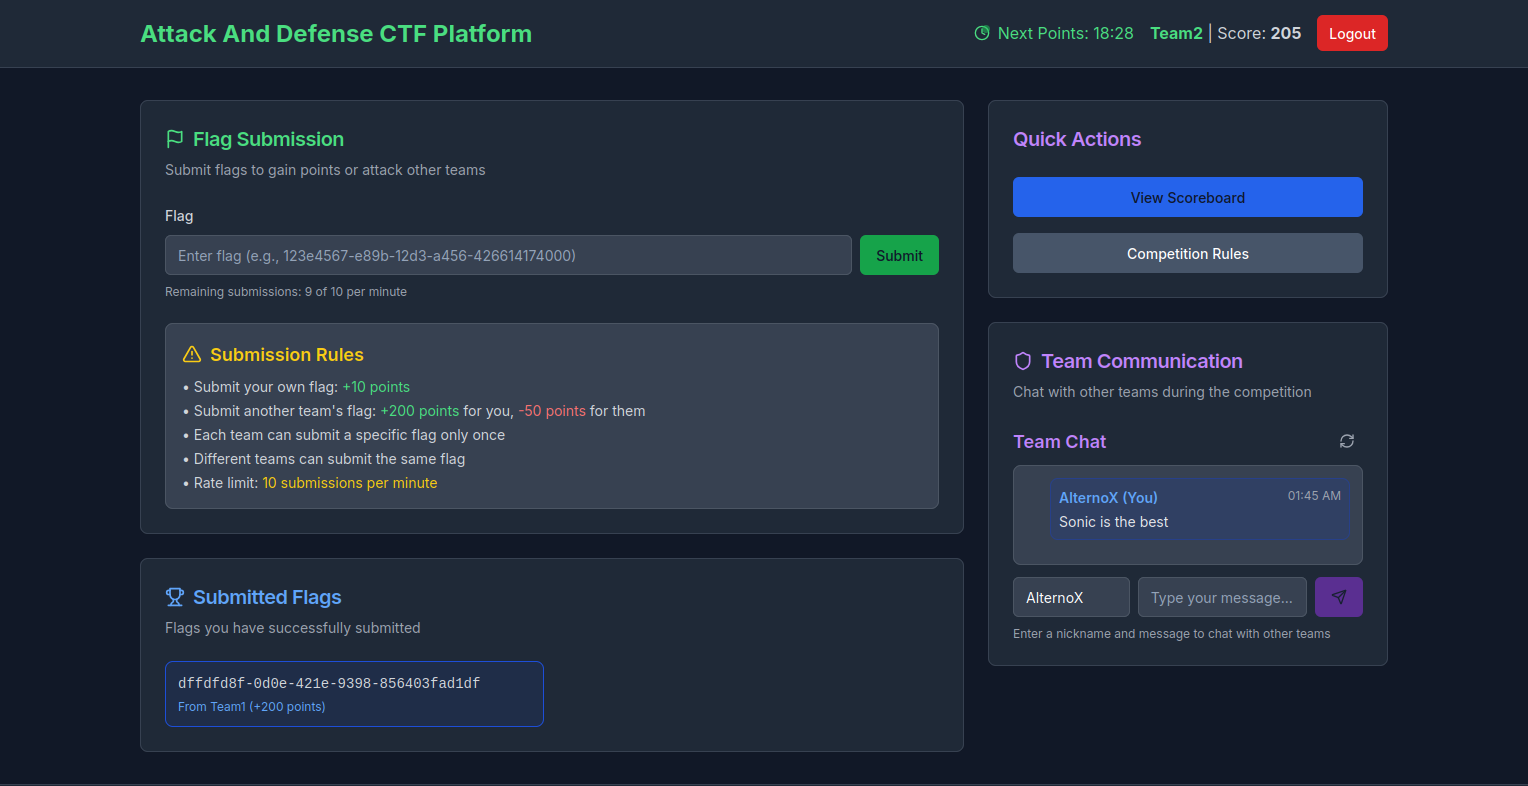 Attack And Defense CTF Platform
Next Points: 18:28 Team2 | Score: 205 Logout
Flag Submission
Submit flags to gain points or attack other teams
Flag
Enter flag (e.g., 123e4567-e89b-12d3-a456-426614174000) Submit
Remaining submissions: 9 of 10 per minute
Submission Rules
• Submit your own flag: +10 points
• Submit another team's flag: +200 points for you, -50 points for them
• Each team can submit a specific flag only once
• Different teams can submit the same flag
• Rate limit: 10 submissions per minute
Submitted Flags
Flags you have successfully submitted
dffdfd8f-0d0e-421e-9398-856403fad1df
From Team1 (+200 points)
Quick Actions
View Scoreboard
Competition Rules
Team Communication
Chat with other teams during the competition
Team Chat
AlternoX (You) 01:45 AM
Sonic is the best
AlternoX Type your message...
Enter a nickname and message to chat with other teams